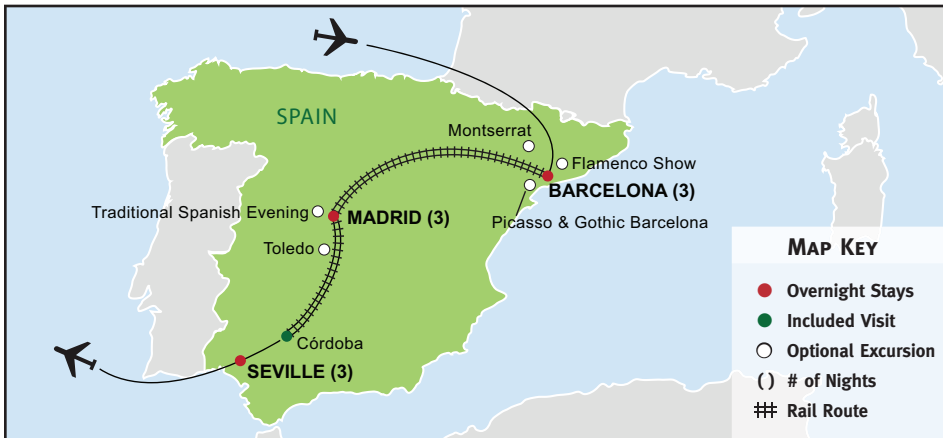 SPAIN
Montserrat
Flamenco Show
BARCELONA (3)
Traditional Spanish Evening
MADRID (3)
Picasso & Gothic Barcelona
Toledo
Córdoba
SEVILLE (3)
MAP KEY
Overnight Stays
Included Visit
Optional Excursion
( ) # of Nights
Rail Route